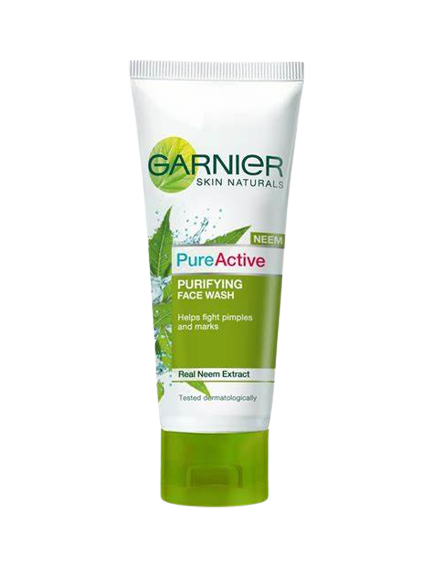 GARNIER
SKIN NATURALS
NEEM
PureActive
PURIFYING
FACE WASH
Helps fight pimples
and marks
Real Neem Extract
Tested dermatologically